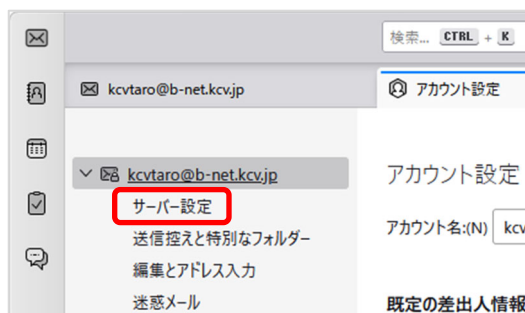 検索... CTRL + K
kcvtaro@b-net.kcv.jp
アカウント設定
kcvtaro@b-net.kcv.jp
サーバー設定
送信控えと特別なフォルダー
編集とアドレス入力
迷惑メール
アカウント設定
アカウント名:(N) kcv
既定の差出人情報